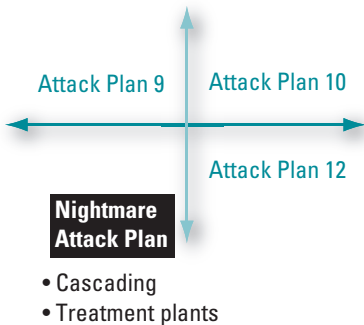 Attack Plan 9
Attack Plan 10
Attack Plan 12
Nightmare
Attack Plan
• Cascading
• Treatment plants